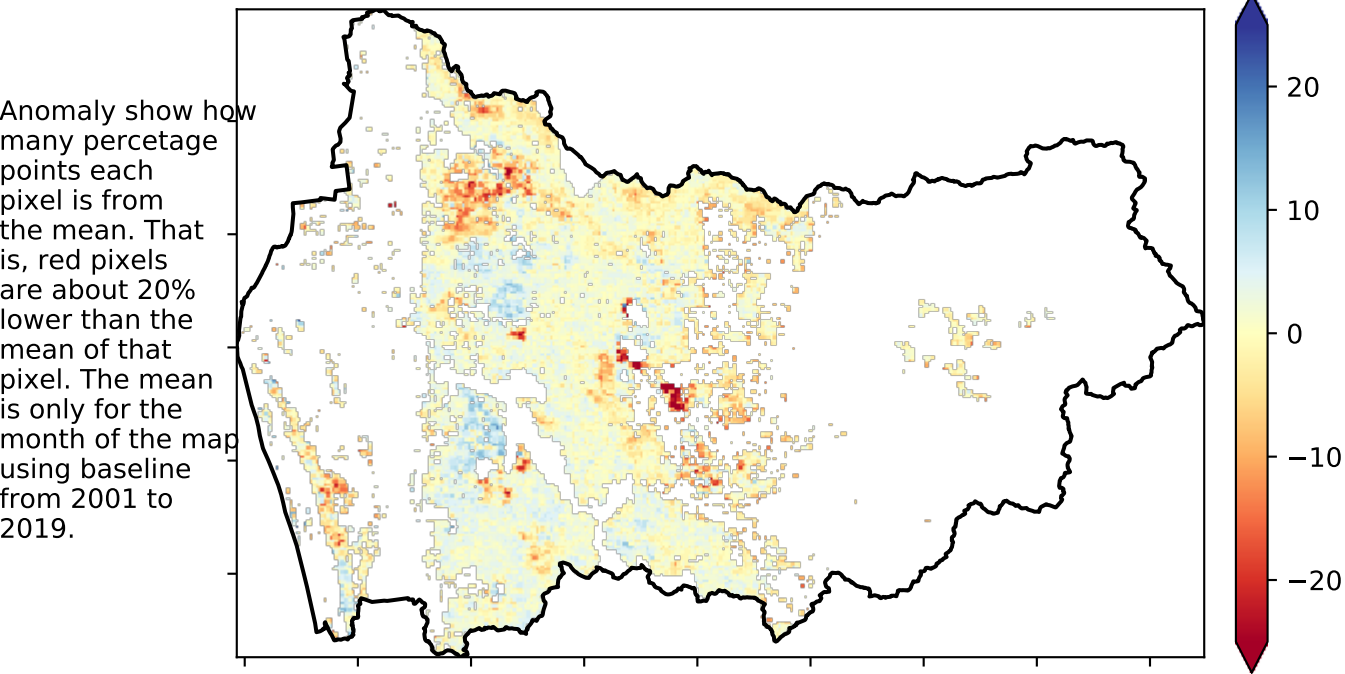 Anomaly show how
many percetage
points each
pixel is from
the mean. That
is, red pixels
are about 20%
lower than the
mean of that
pixel. The mean
is only for the
month of the map
using baseline
from 2001 to
2019.
20
10
0
−10
−20